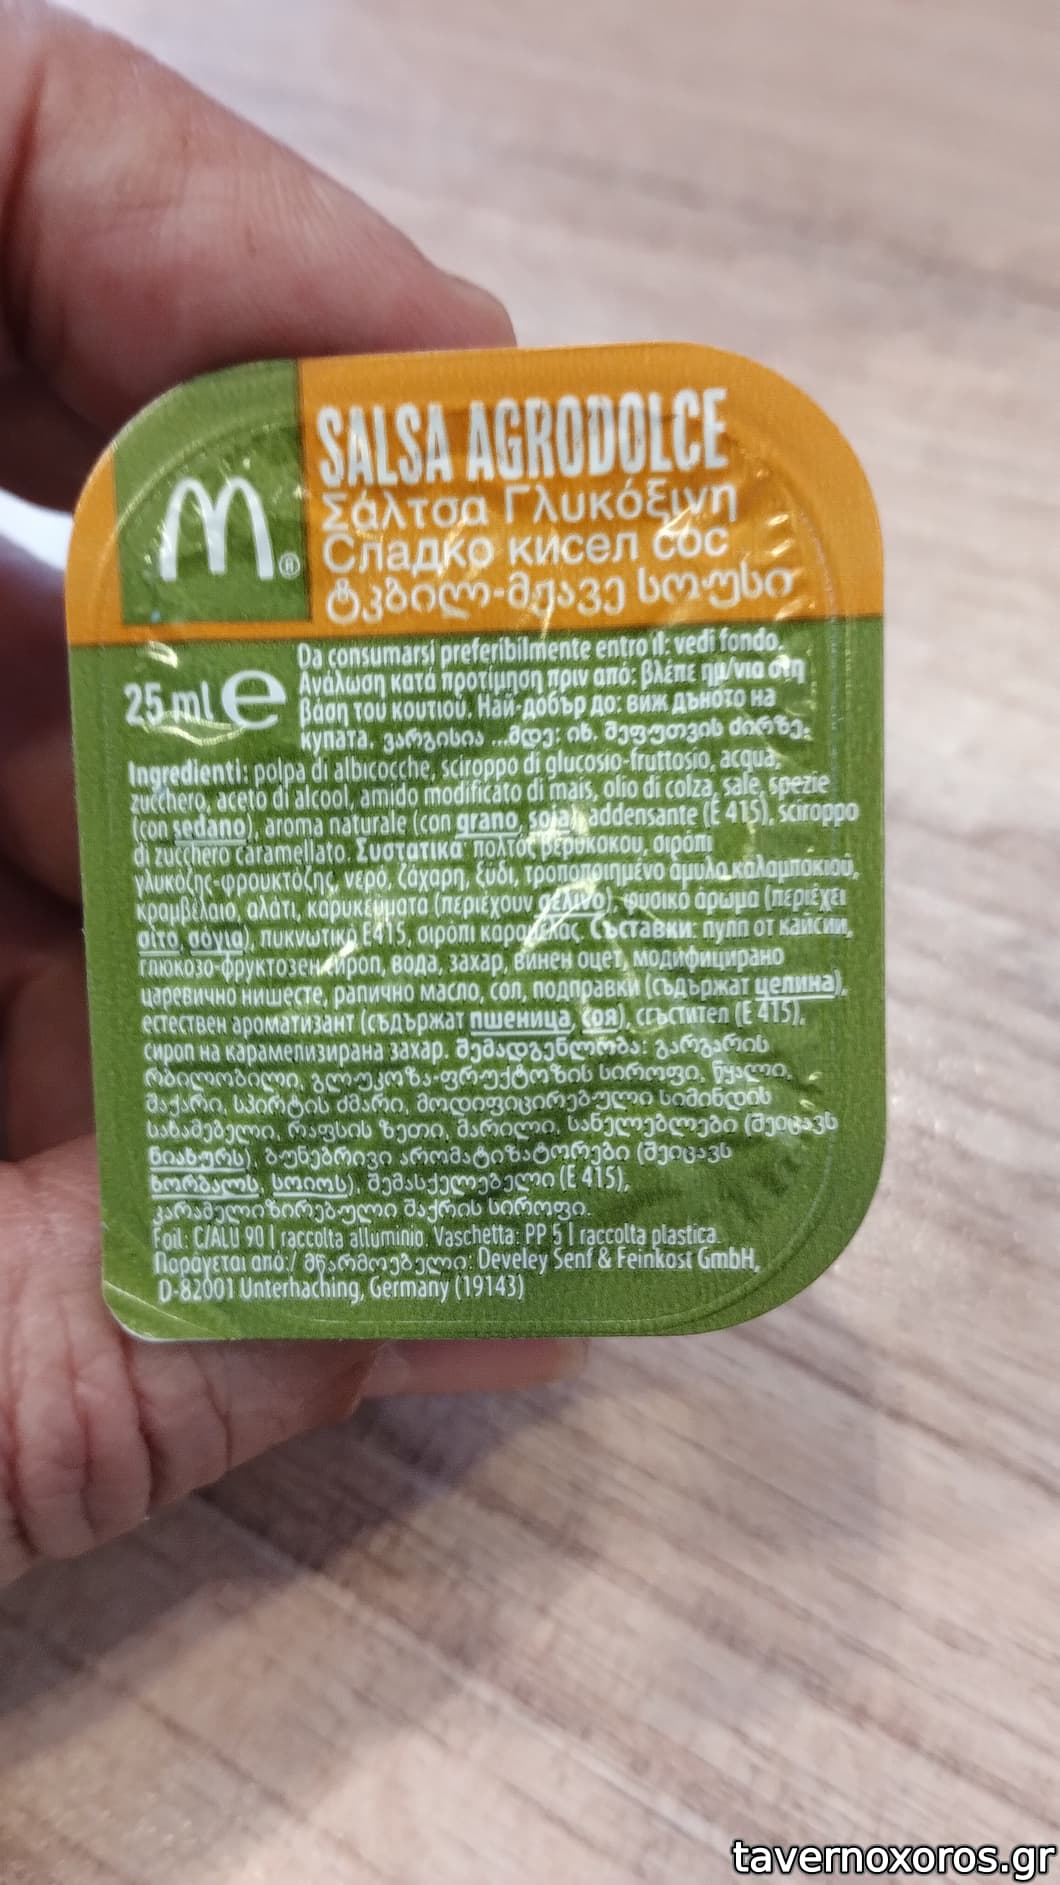 SALSA AGRODOLCE
Σάλτσα Γλυκόξινη
Сладко кисел сос
ტკბილ-მჟავე სოუსი
M®
25 ml e
Da consumarsi preferibilmente entro il: vedi fondo.
Ανάλωση κατά προτίμηση πριν από: βλέπε ημ/νια στη
βάση του κουτιού. Най-добър до: виж дъното на
купата. ვარგისია ...მდე: იხ. შეფუთვის ძირზე.
Ingredienti: polpa di albicocche, sciroppo di glucosio-fruttosio, acqua,
zucchero, aceto di alcool, amido modificato di mais, olio di colza, sale, spezie
(con sedano), aroma naturale (con grano, soia), addensante (E 415), sciroppo
di zucchero caramellato. Συστατικά: πολτός βερύκοκου, σιρόπι
γλυκόζης-φρουκτόζης, νερό, ζάχαρη, ξύδι, τροποποιημένο άμυλο καλαμποκιού,
κραμβέλαιο, αλάτι, καρυκεύματα (περιέχουν σέλινο), φυσικό άρωμα (περιέχει
σίτο, σόγια), πυκνωτικό E415, σιρόπι καραμέλας. Съставки: пулп от кайсии,
глюкозо-фруктозен сироп, вода, захар, винен оцет, модифицирано
царевично нишесте, рапично масло, сол, подправки (съдържат целина),
естествен ароматизант (съдържат пшеница, соя), сгъстител (E 415),
сироп на карамелизирана захар. შემადგენლობა: გარგარის
რბილობილი, გლუკოზა-ფრუქტოზის სიროფი, წყალი,
შაქარი, სპირტის ძმარი, მოდიფიცირებული სიმინდის
სახამებელი, რაფსის ზეთი, მარილი, სანელებლები (შეიცავს
ნიახურს), ბუნებრივი არომატიზატორები (შეიცავს
ხორბალს, სოიოს), შემასქელებელი (E 415),
კარამელიზირებული შაქრის სიროფი.
Foil: C/ALU 90 | raccolta alluminio. Vaschetta: PP 5 | raccolta plastica.
Παράγεται από:/ მწარმოებელი: Develey Senf & Feinkost GmbH,
D-82001 Unterhaching, Germany (19143)
tavernoxoros.gr